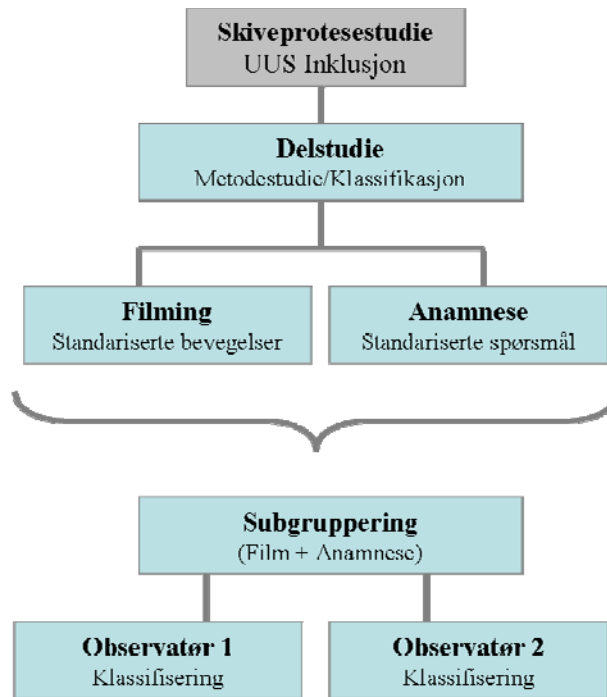 Skiveprotesestudie
UUS Inklusjon
Delstudie
Metodestudie/Klassifikasjon
Filming
Standariserte bevegelser
Anamnese
Standariserte spørsmål
Subgruppering
(Film + Anamnese)
Observatør 1
Klassifisering
Observatør 2
Klassifisering